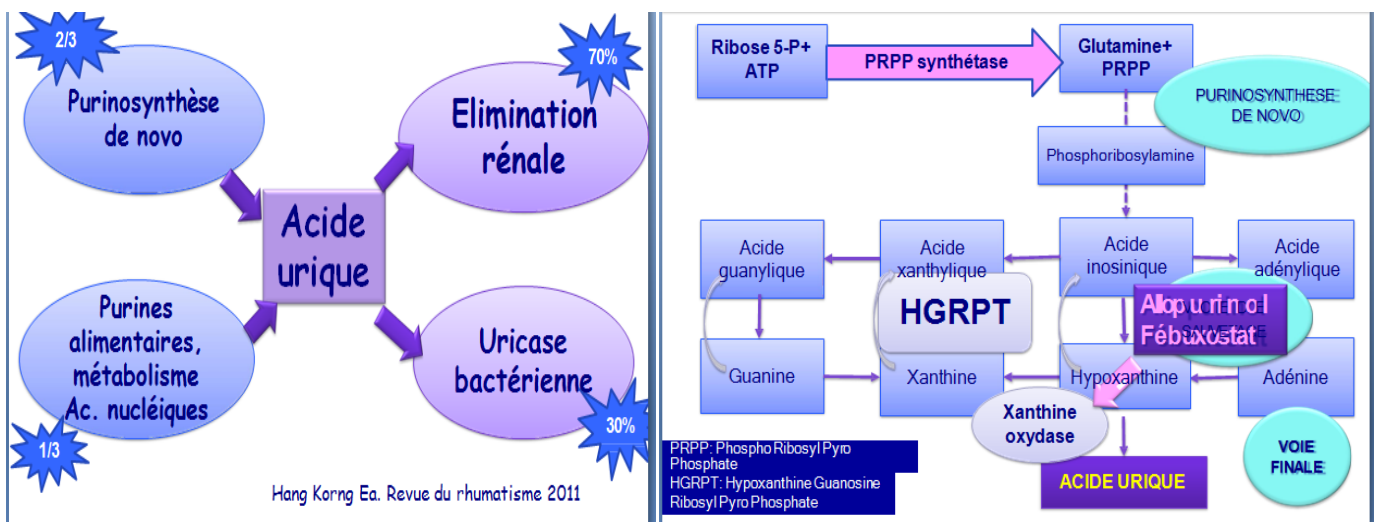 2/3
Purinosynthèse
de novo
70%
Elimination
rénale
Acide
urique
Purines
alimentaires,
métabolisme
Ac. nucléiques
1/3
Uricase
bactérienne
30%
Hang Korng Ea. Revue du rhumatisme 2011
Ribose 5-P+
ATP
PRPP synthétase
Glutamine+
PRPP
PURINOSYNTHESE
DE NOVO
Phosphoribosylamine
Acide
guanylique
Acide
xanthylique
Acide
inosinique
Acide
adénylique
HGRPT
Allopurinol
Fébuxostat
Guanine
Xanthine
Hypoxanthine
Adénine
Xanthine
oxydase
VOIE
FINALE
ACIDE URIQUE
PRPP: Phospho Ribosyl Pyro
Phosphate
HGRPT: Hypoxanthine Guanosine
Ribosyl Pyro Phosphate